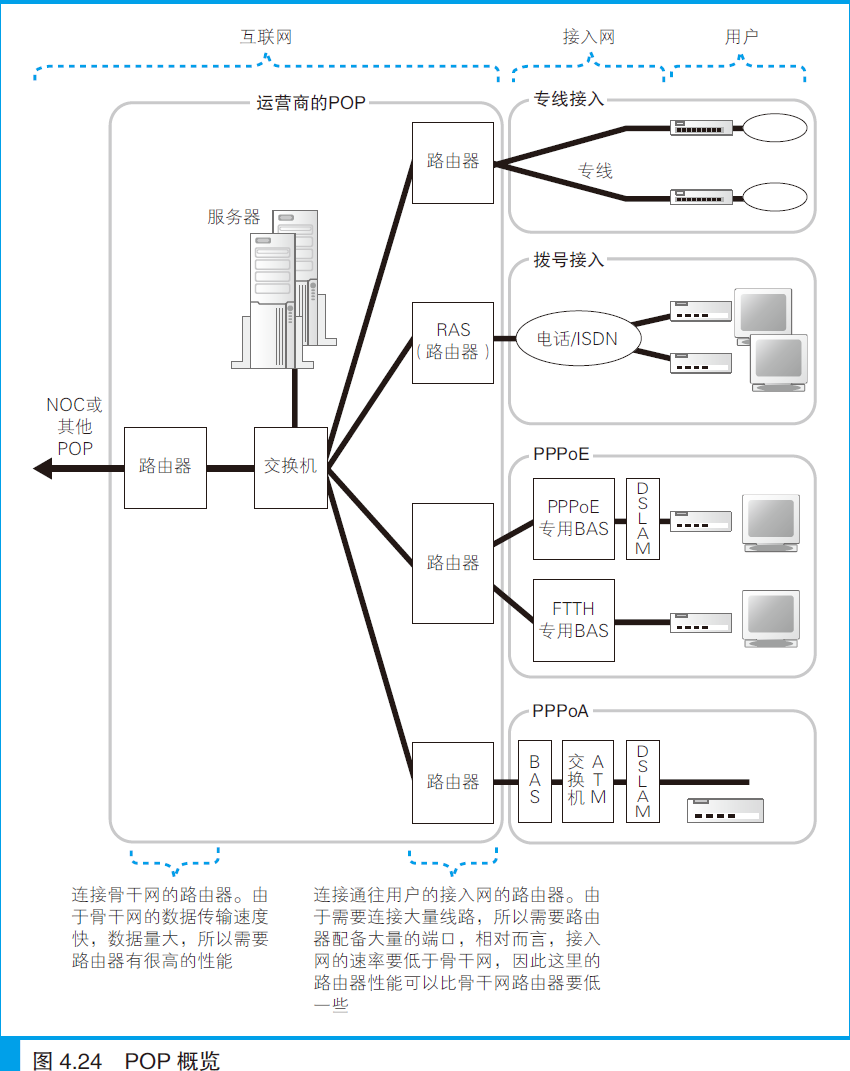 互联网
接入网
用户
运营商的POP
专线接入
路由器
专线
服务器
拨号接入
RAS
（路由器）
电话/ISDN
NOC或
其他
POP
路由器
交换机
PPPoE
PPPoE
专用BAS
DSLAM
路由器
FTTH
专用BAS
PPPoA
路由器
BAS
ATM
交换机
DSLAM
连接骨干网的路由器。由
于骨干网的数据传输速度
快，数据量大，所以需要
路由器有很高的性能
连接通往用户的接入网的路由器。由
于需要连接大量线路，所以需要路由
器配备大量的端口，相对而言，接入
网的速率要低于骨干网，因此这里的
路由器性能可以比骨干网路由器要低
一些
图 4.24 POP 概览